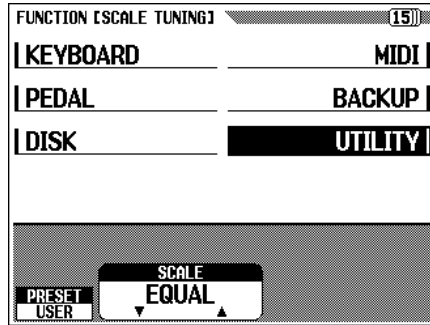 FUNCTION [SCALE TUNING] 15
KEYBOARD MIDI
PEDAL BACKUP
DISK UTILITY
SCALE
PRESET EQUAL
USER